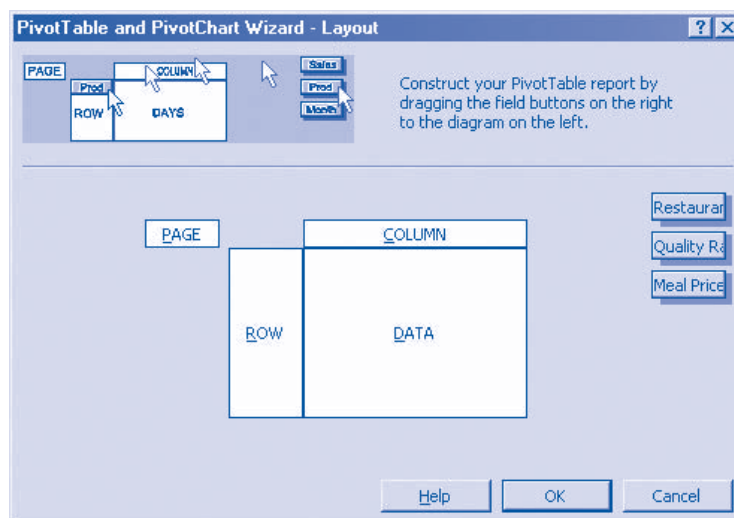 PivotTable and PivotChart Wizard - Layout
? ×
PAGE
COLUMN
Sales
Prod
Prod
Month
ROW
DAYS
Construct your PivotTable report by
dragging the field buttons on the right
to the diagram on the left.
PAGE
COLUMN
Restauran
Quality Ra
Meal Price
ROW
DATA
Help
OK
Cancel